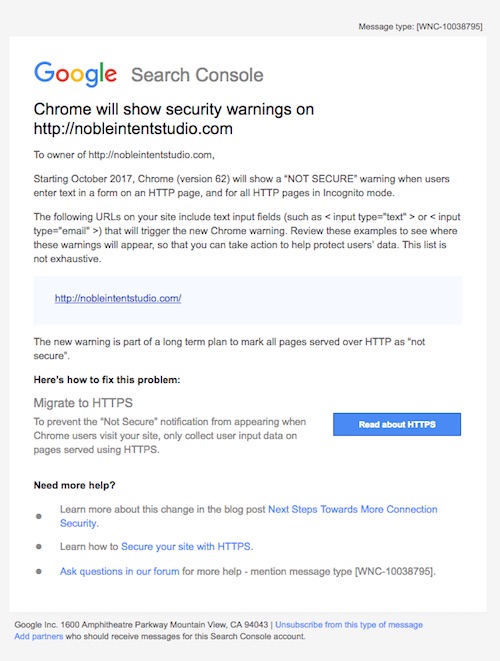 Message type: [WNC-10038795]
Google Search Console
Chrome will show security warnings on
http://nobleintentstudio.com
To owner of http://nobleintentstudio.com,
Starting October 2017, Chrome (version 62) will show a "NOT SECURE" warning when users
enter text in a form on an HTTP page, and for all HTTP pages in Incognito mode.
The following URLs on your site include text input fields (such as < input type="text" > or < input
type="email" >) that will trigger the new Chrome warning. Review these examples to see where
these warnings will appear, so that you can take action to help protect users' data. This list is
not exhaustive.
http://nobleintentstudio.com/
The new warning is part of a long term plan to mark all pages served over HTTP as "not
secure".
Here's how to fix this problem:
Migrate to HTTPS
To prevent the "Not Secure" notification from appearing when
Chrome users visit your site, only collect user input data on
pages served using HTTPS.
Read about HTTPS
Need more help?
Learn more about this change in the blog post Next Steps Towards More Connection
Security.
Learn how to Secure your site with HTTPS.
Ask questions in our forum for more help - mention message type [WNC-10038795].
Google Inc. 1600 Amphitheatre Parkway Mountain View, CA 94043 | Unsubscribe from this type of message
Add partners who should receive messages for this Search Console account.